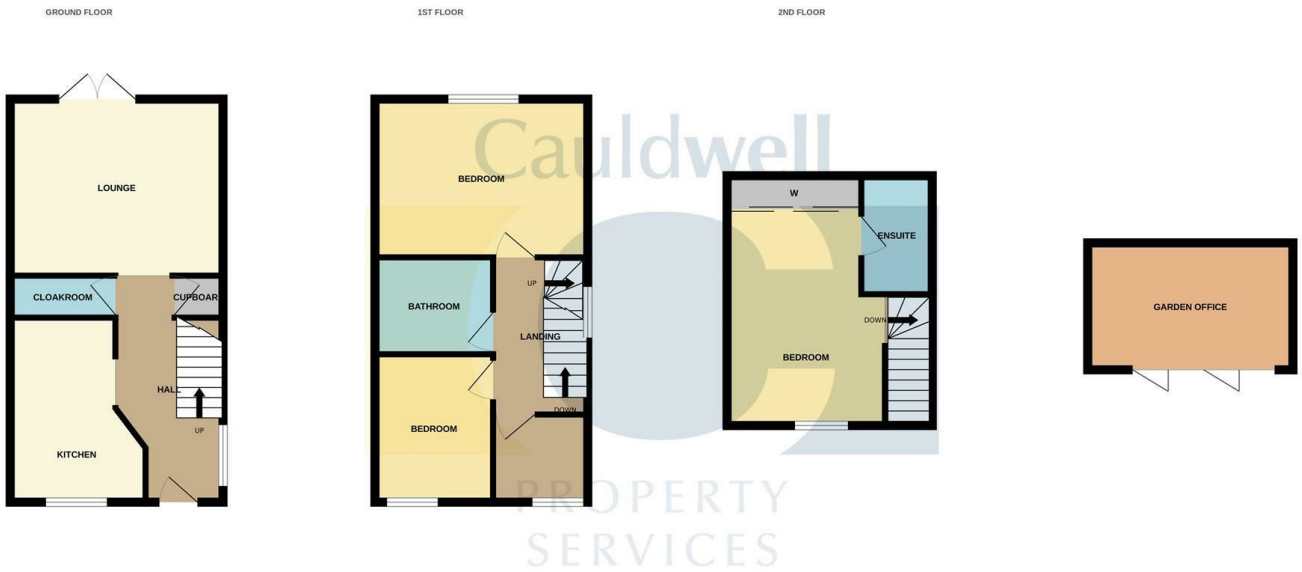 GROUND FLOOR
1ST FLOOR
2ND FLOOR
LOUNGE
CLOAKROOM
CUPBOAR
HALL
UP
KITCHEN
BEDROOM
UP
BATHROOM
LANDING
DOWN
BEDROOM
W
ENSUITE
DOWN
BEDROOM
GARDEN OFFICE
Cauldwell
PROPERTY
SERVICES